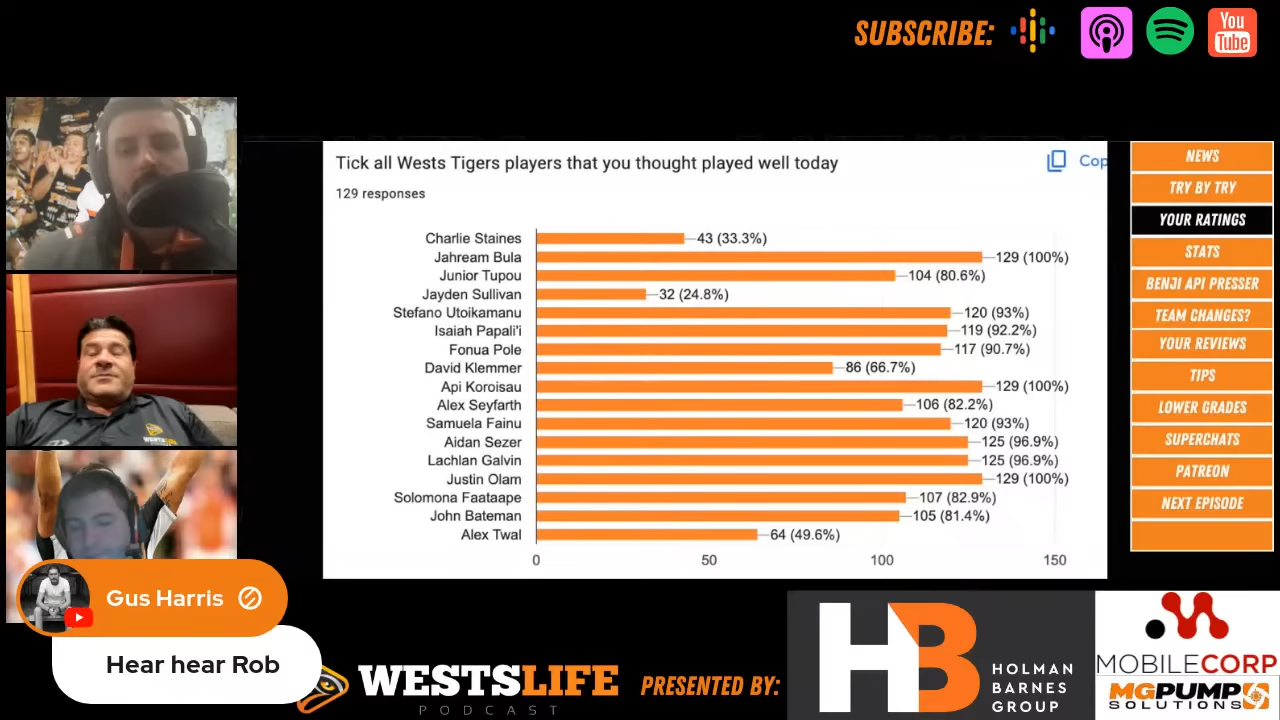 SUBSCRIBE:
You
Tube
Tick all Wests Tigers players that you thought played well today
Cop
129 responses
Charlie Staines 43 (33.3%)
Jahream Bula 129 (100%)
Junior Tupou 104 (80.6%)
Jayden Sullivan 32 (24.8%)
Stefano Utoikamanu 120 (93%)
Isaiah Papali'i 119 (92.2%)
Fonua Pole 117 (90.7%)
David Klemmer 86 (66.7%)
Api Koroisau 129 (100%)
Alex Seyfarth 106 (82.2%)
Samuela Fainu 120 (93%)
Aidan Sezer 125 (96.9%)
Lachlan Galvin 125 (96.9%)
Justin Olam 129 (100%)
Solomona Faataape 107 (82.9%)
John Bateman 105 (81.4%)
Alex Twal 64 (49.6%)
0 50 100 150
NEWS
TRY BY TRY
YOUR RATINGS
STATS
BENJI API PRESSER
TEAM CHANGES?
YOUR REVIEWS
TIPS
LOWER GRADES
SUPERCHATS
PATREON
NEXT EPISODE
WESTS
Gus Harris
Hear hear Rob
WESTSLIFE
PODCAST
PRESENTED BY:
HB
HOLMAN
BARNES
GROUP
MOBILECORP
MGPUMP
SOLUTIONS